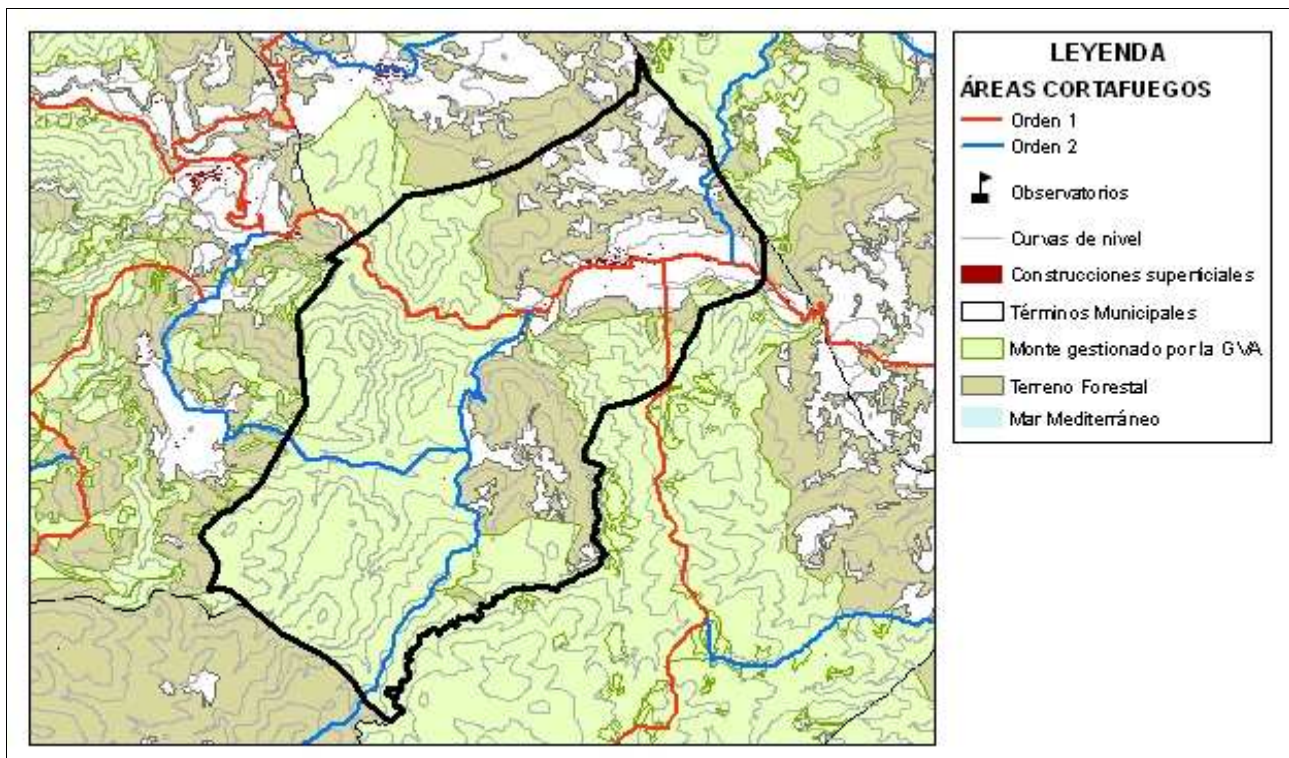 LEYENDA
ÁREAS CORTAFUEGOS
Orden 1
Orden 2
Observatorios
Curvas de nivel
Construcciones superficiales
Términos Municipales
Monte gestionado por la GVA
Terreno Forestal
Mar Mediterráneo